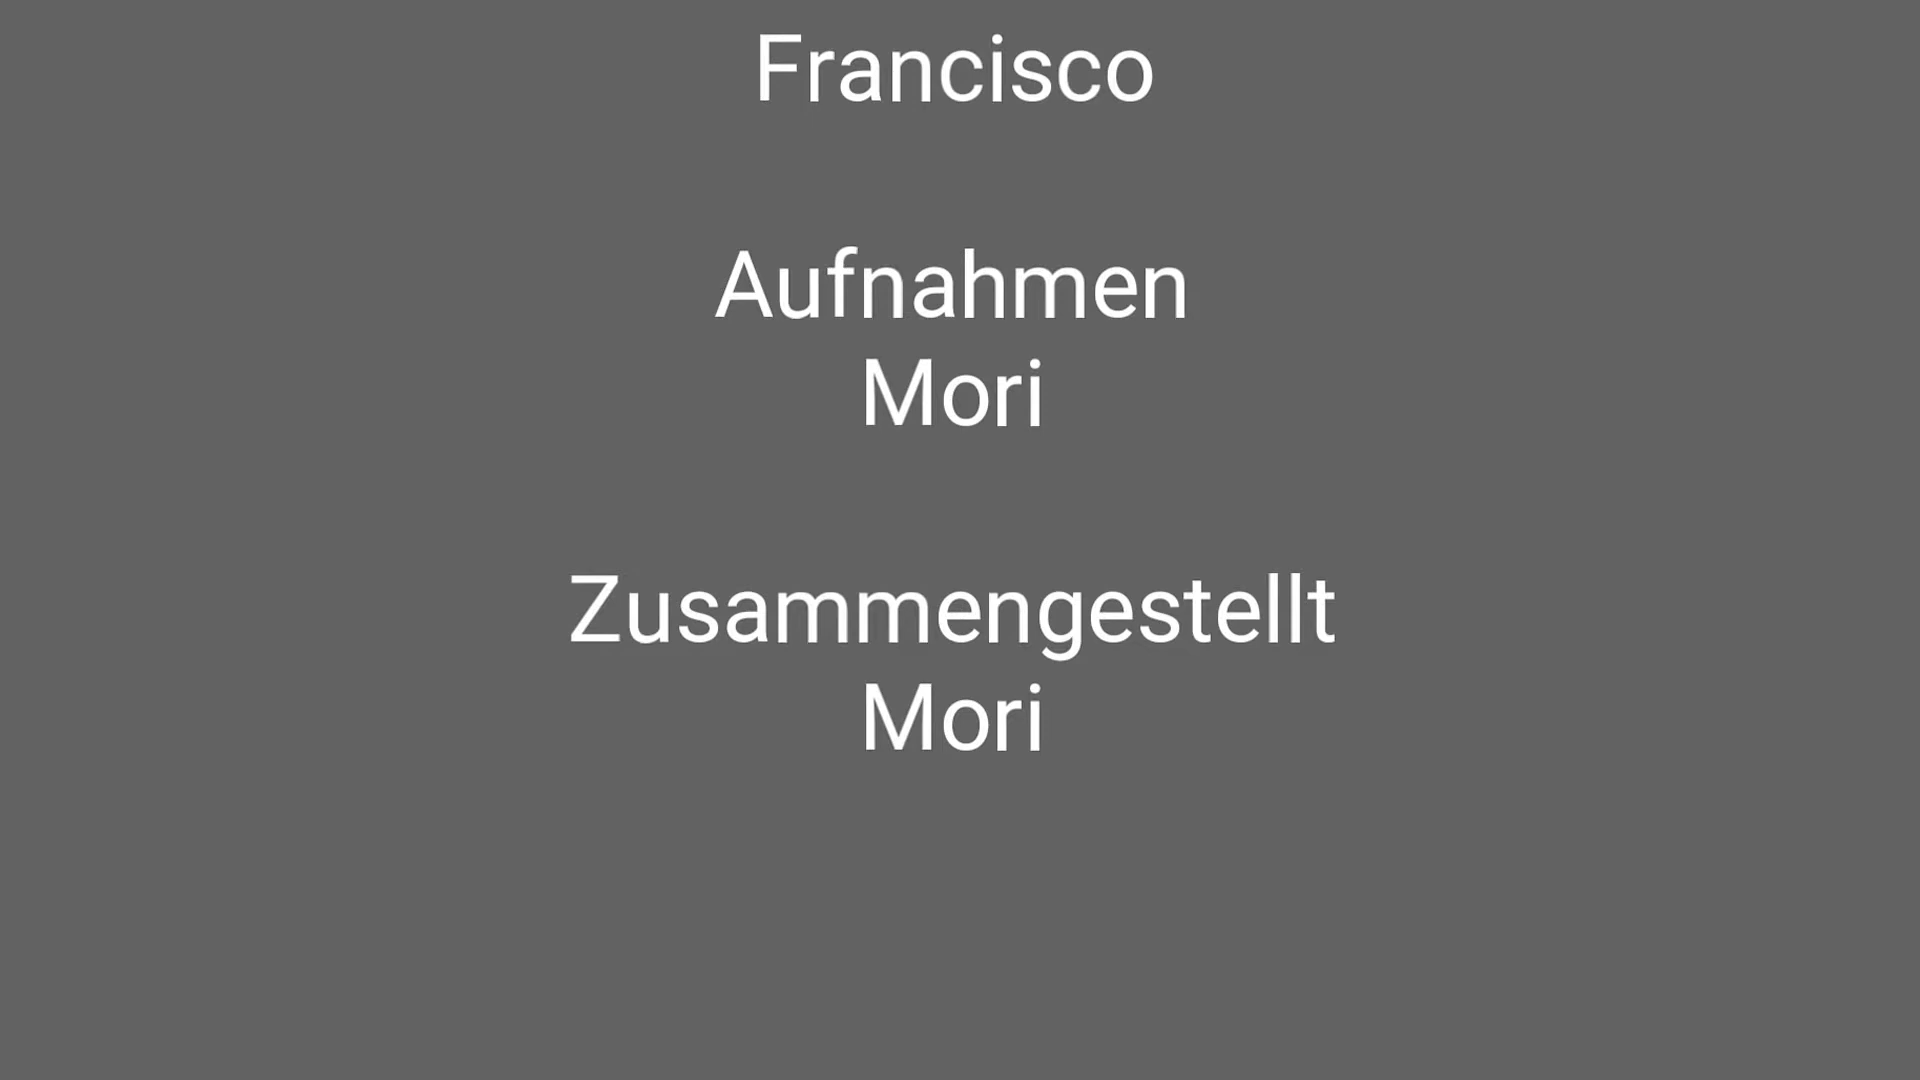 Francisco
Aufnahmen
Mori
Zusammengestellt
Mori